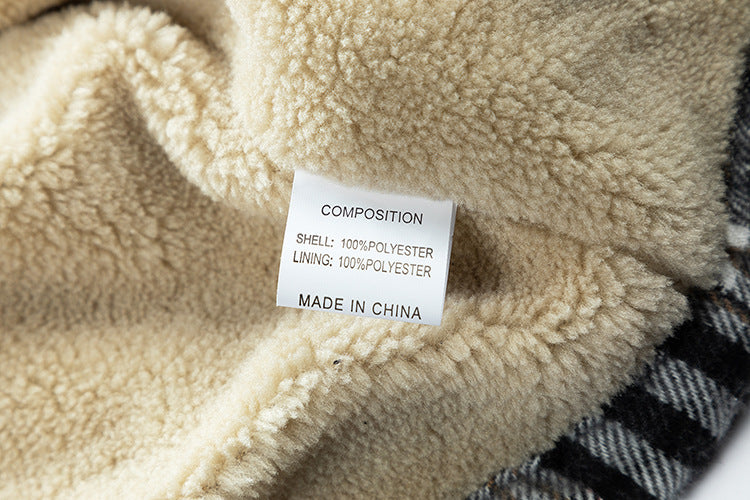 COMPOSITION
SHELL: 100%POLYESTER
LINING: 100%POLYESTER
MADE IN CHINA